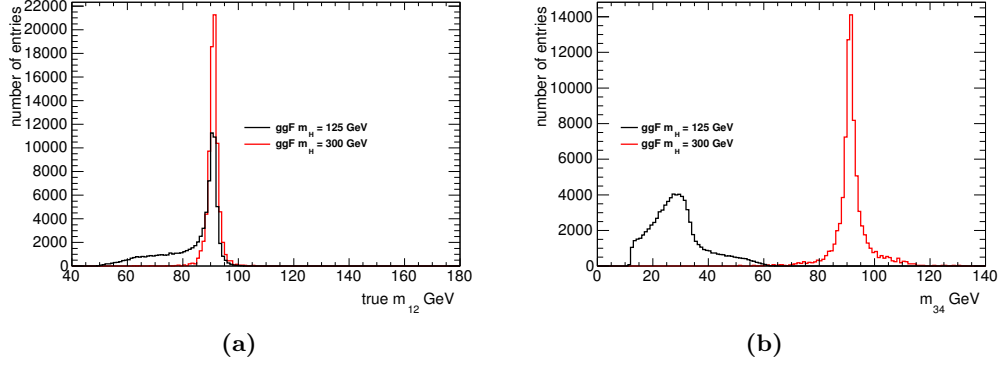 number of entries
22000
20000
18000
16000
14000
12000
10000
8000
6000
4000
2000
0
ggF m_H = 125 GeV
ggF m_H = 300 GeV
40 60 80 100 120 140 160 180
true m_12 GeV
(a)
number of entries
14000
12000
10000
8000
6000
4000
2000
0
ggF m_H = 125 GeV
ggF m_H = 300 GeV
0 20 40 60 80 100 120 140
m_34 GeV
(b)